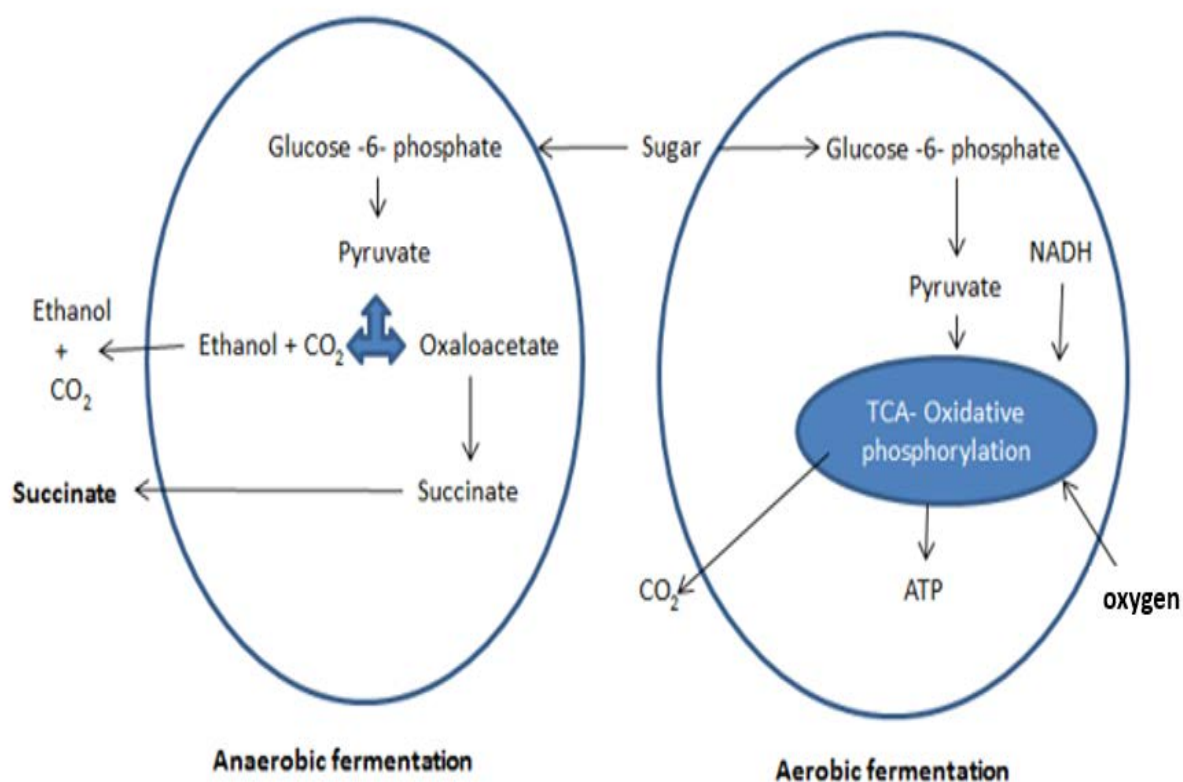 Glucose -6- phosphate
Sugar
Glucose -6- phosphate
Pyruvate
NADH
Pyruvate
Ethanol
+
CO₂
Ethanol + CO₂
Oxaloacetate
TCA- Oxidative
phosphorylation
Succinate
Succinate
CO₂
ATP
oxygen
Anaerobic fermentation
Aerobic fermentation